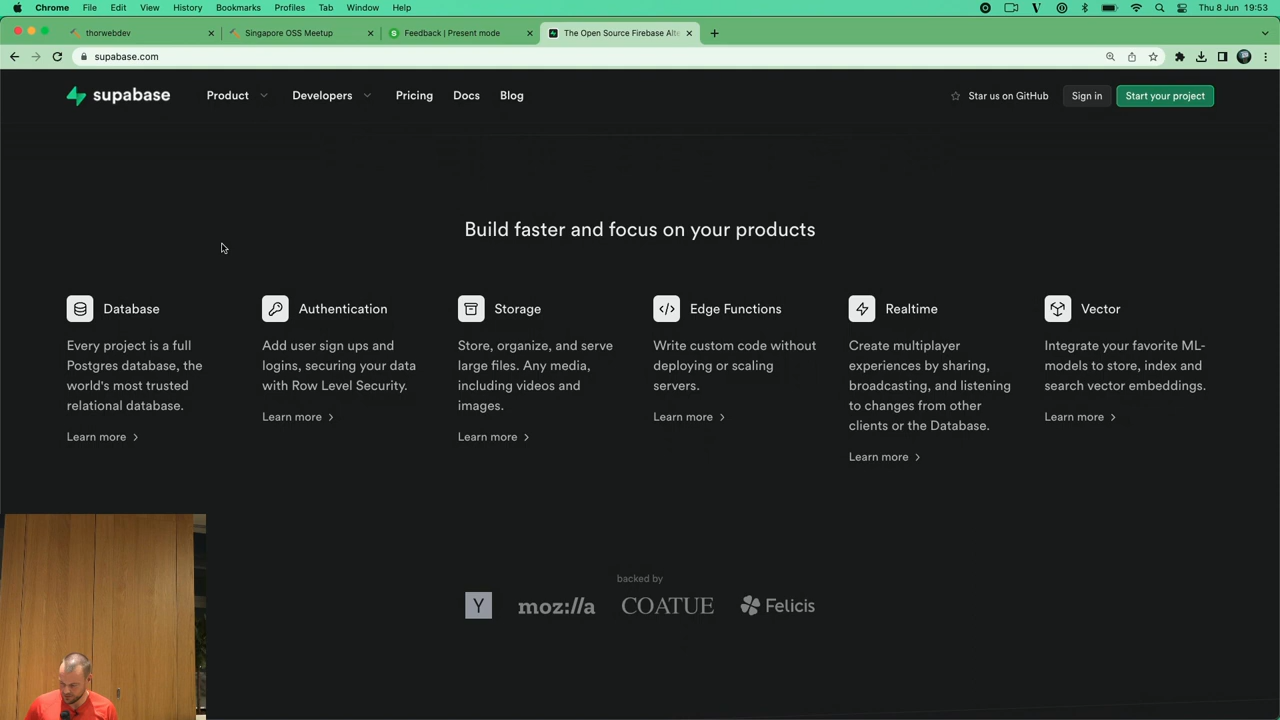 Chrome File Edit View History Bookmarks Profiles Tab Window Help
Thu 8 Jun 19:53
thorwebdev
Singapore OSS Meetup
Feedback | Present mode
The Open Source Firebase Alte
supabase.com
supabase
Product
Developers
Pricing
Docs
Blog
Star us on GitHub
Sign in
Start your project
Build faster and focus on your products
Database
Every project is a full
Postgres database, the
world's most trusted
relational database.
Learn more
Authentication
Add user sign ups and
logins, securing your data
with Row Level Security.
Learn more
Storage
Store, organize, and serve
large files. Any media,
including videos and
images.
Learn more
Edge Functions
Write custom code without
deploying or scaling
servers.
Learn more
Realtime
Create multiplayer
experiences by sharing,
broadcasting, and listening
to changes from other
clients or the Database.
Learn more
Vector
Integrate your favorite ML-
models to store, index and
search vector embeddings.
Learn more
backed by
Y
moz://a
COATUE
Felicis